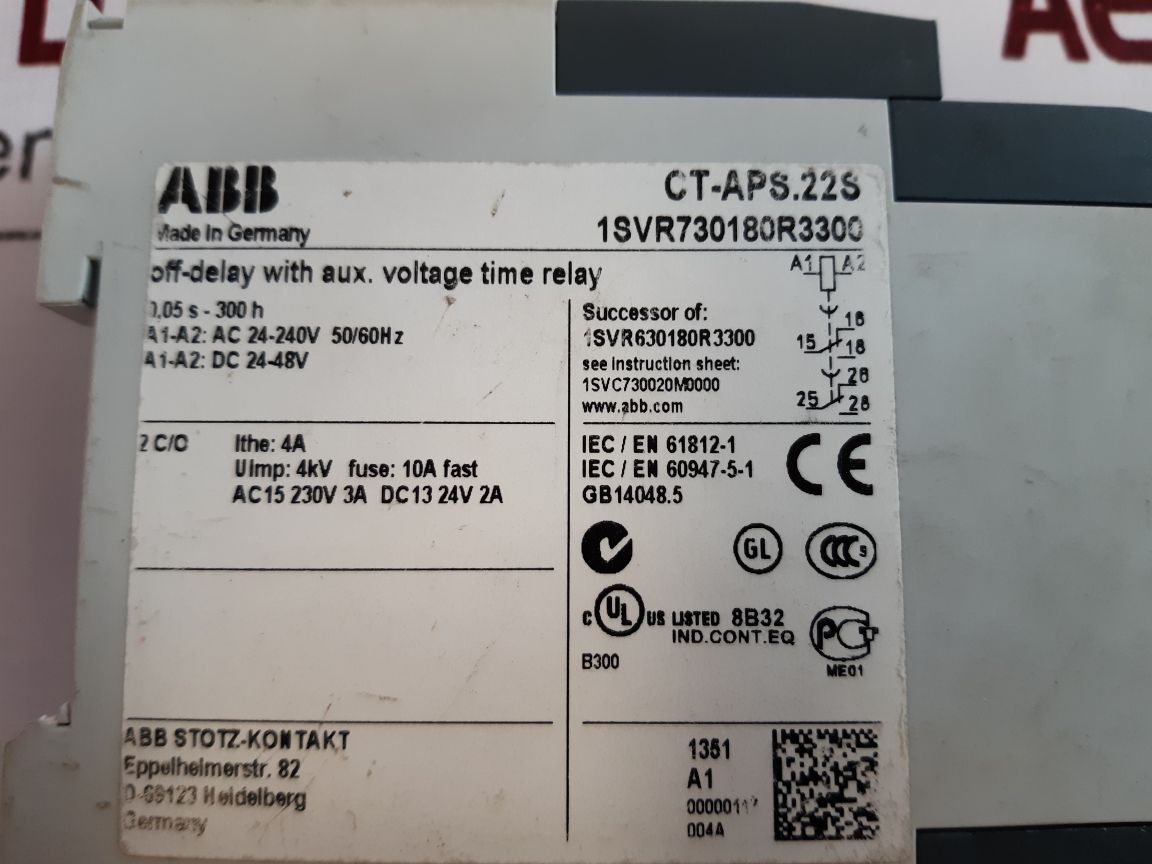 ABB
CT-APS.22S
Made In Germany
1SVR730180R3300
off-delay with aux. voltage time relay
0,05 s - 300 h
A1-A2: AC 24-240V 50/60Hz
A1-A2: DC 24-48V
Successor of:
1SVR630180R3300
see instruction sheet:
1SVC730020M0000
www.abb.com
A1 A2
16
15 18
26
25 28
2 C/O Ithe: 4A
Uimp: 4kV fuse: 10A fast
AC15 230V 3A DC13 24V 2A
IEC / EN 61812-1
IEC / EN 60947-5-1
GB14048.5
CE
GL
CCC S
C UL US LISTED 8B32
IND.CONT.EQ
B300
PCT
ME01
ABB STOTZ-KONTAKT
Eppelheimerstr. 82
D-69123 Heidelberg
Germany
1351
A1
004A